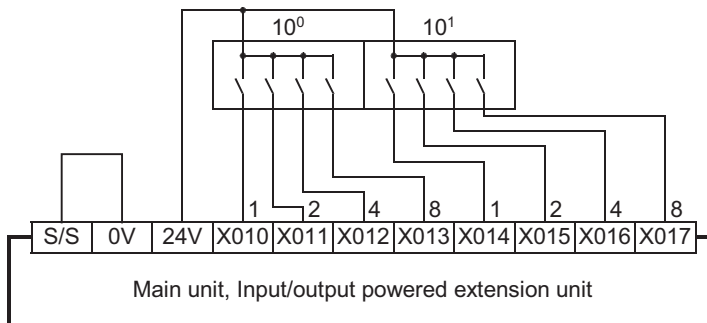 10⁰ 10¹
1 2 4 8 1 2 4 8
S/S 0V 24V X010 X011 X012 X013 X014 X015 X016 X017
Main unit, Input/output powered extension unit